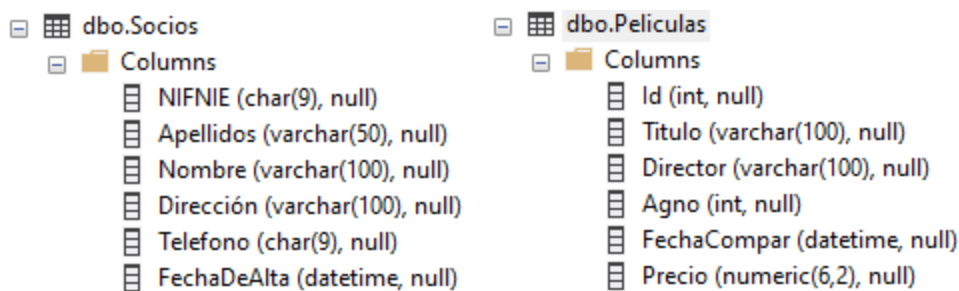 dbo.Socios
Columns
NIFNIE (char(9), null)
Apellidos (varchar(50), null)
Nombre (varchar(100), null)
Dirección (varchar(100), null)
Telefono (char(9), null)
FechaDeAlta (datetime, null)
dbo.Peliculas
Columns
Id (int, null)
Titulo (varchar(100), null)
Director (varchar(100), null)
Agno (int, null)
FechaCompar (datetime, null)
Precio (numeric(6,2), null)